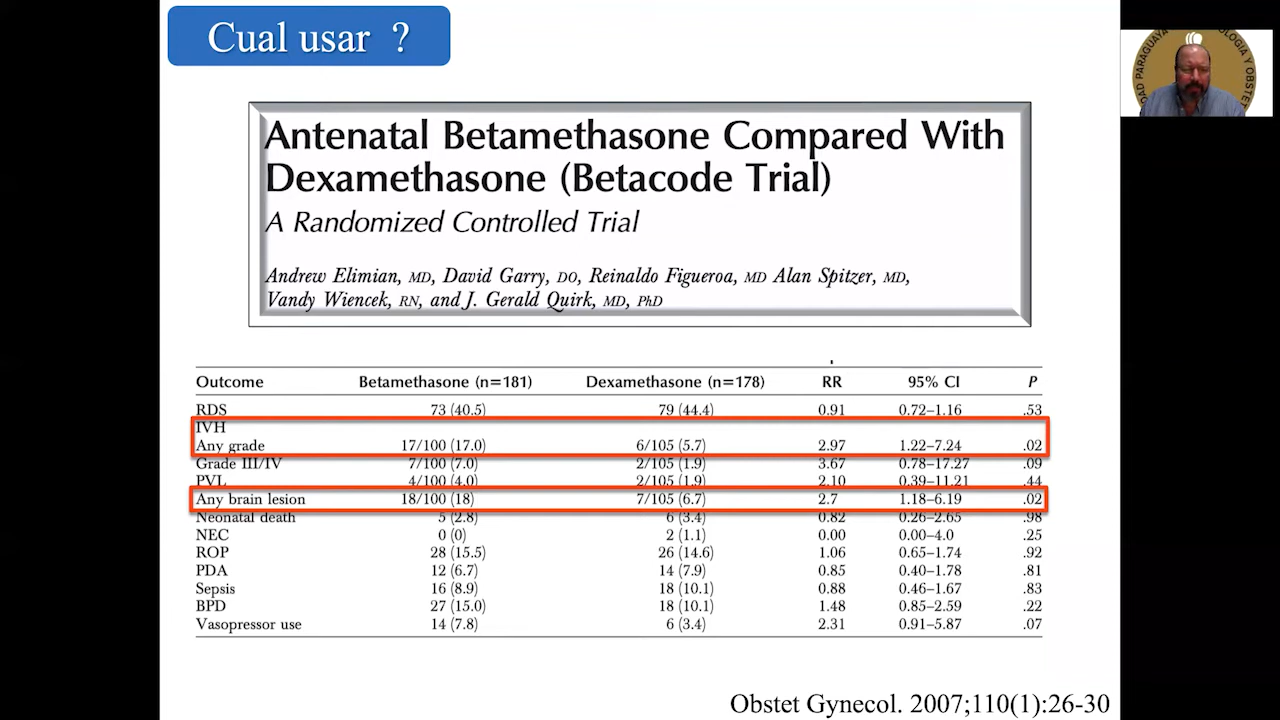 Cual usar ?
Antenatal Betamethasone Compared With
Dexamethasone (Betacode Trial)
A Randomized Controlled Trial
Andrew Elimian, MD, David Garry, DO, Reinaldo Figueroa, MD Alan Spitzer, MD,
Vandy Wiencek, RN, and J. Gerald Quirk, MD, PhD
Outcome Betamethasone (n=181) Dexamethasone (n=178) RR 95% CI P
RDS 73 (40.5) 79 (44.4) 0.91 0.72–1.16 .53
IVH
Any grade 17/100 (17.0) 6/105 (5.7) 2.97 1.22–7.24 .02
Grade III/IV 7/100 (7.0) 2/105 (1.9) 3.67 0.78–17.27 .09
PVL 4/100 (4.0) 2/105 (1.9) 2.10 0.39–11.21 .44
Any brain lesion 18/100 (18) 7/105 (6.7) 2.7 1.18–6.19 .02
Neonatal death 5 (2.8) 6 (3.4) 0.82 0.26–2.65 .98
NEC 0 (0) 2 (1.1) 0.00 0.00–4.0 .25
ROP 28 (15.5) 26 (14.6) 1.06 0.65–1.74 .92
PDA 12 (6.7) 14 (7.9) 0.85 0.40–1.78 .81
Sepsis 16 (8.9) 18 (10.1) 0.88 0.46–1.67 .83
BPD 27 (15.0) 18 (10.1) 1.48 0.85–2.59 .22
Vasopressor use 14 (7.8) 6 (3.4) 2.31 0.91–5.87 .07
Obstet Gynecol. 2007;110(1):26-30